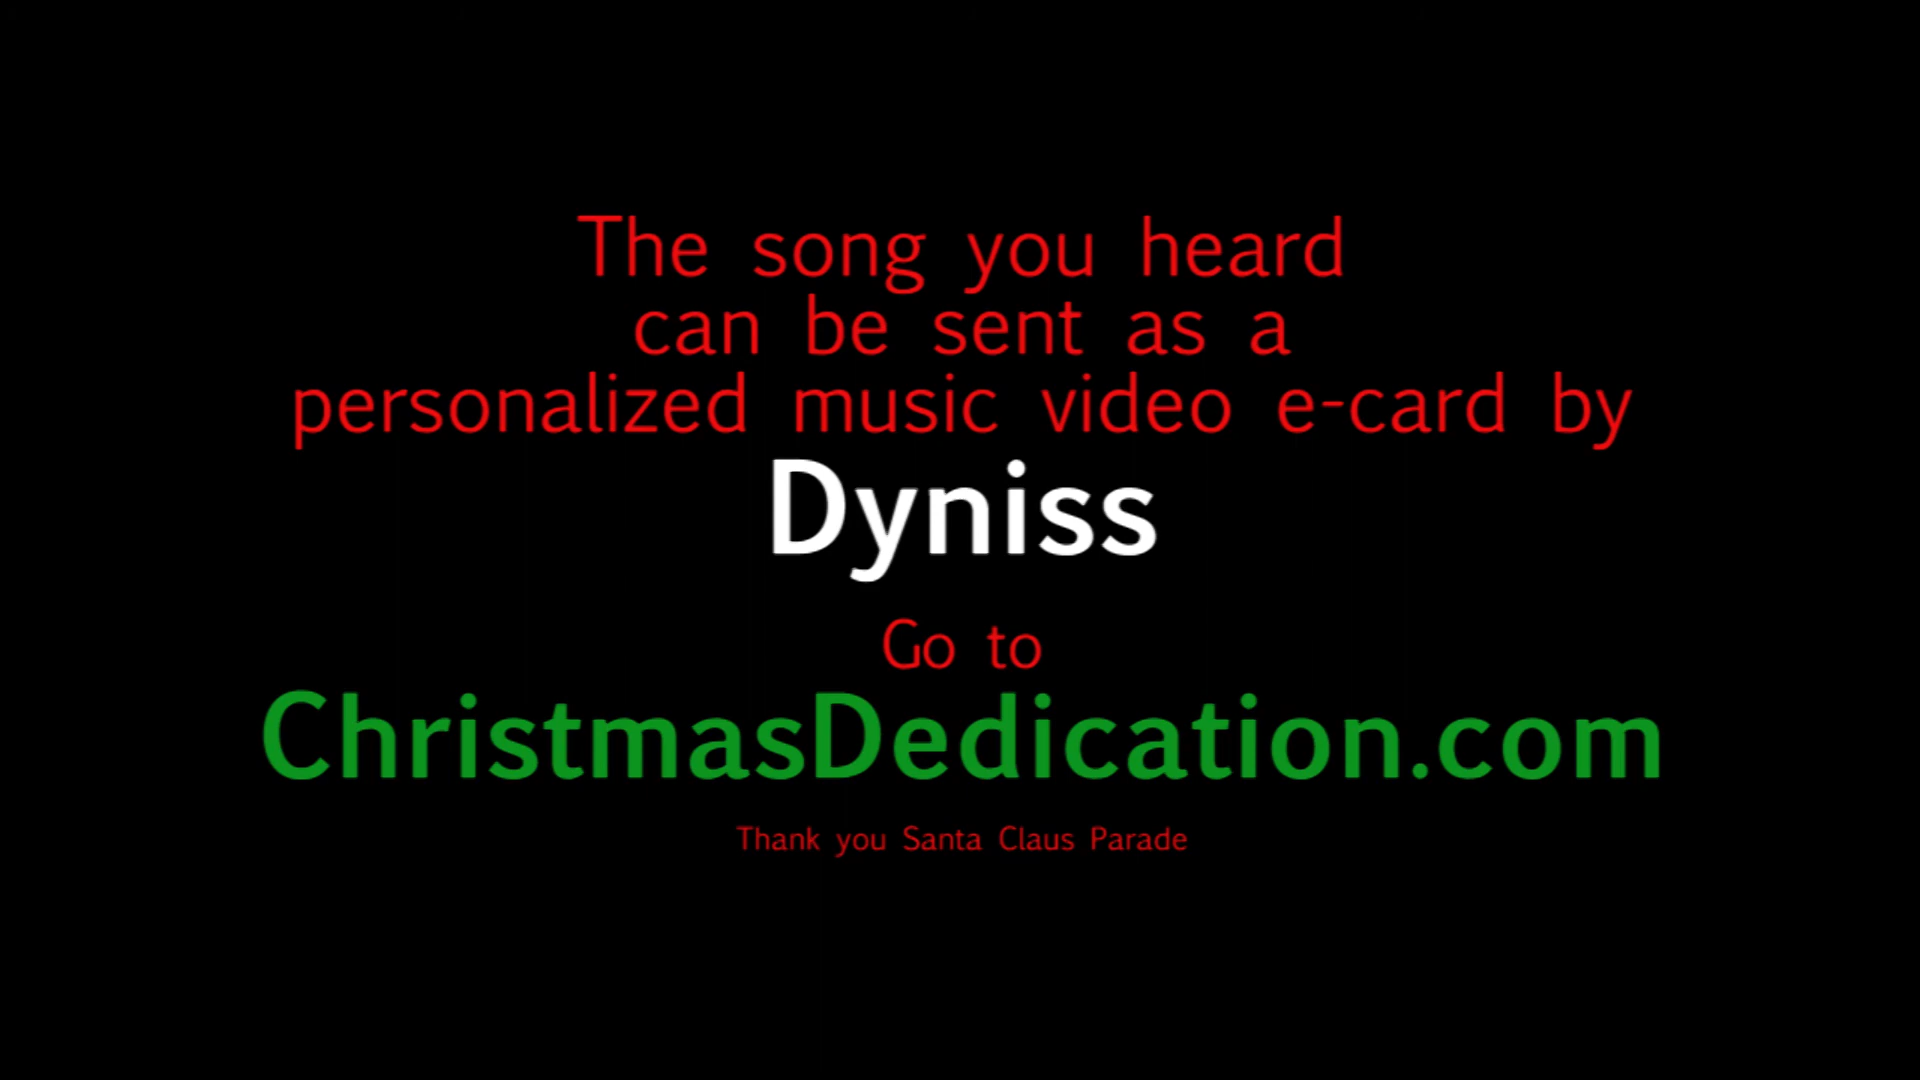 The song you heard
can be sent as a
personalized music video e-card by
Dyniss
Go to
ChristmasDedication.com
Thank you Santa Claus Parade